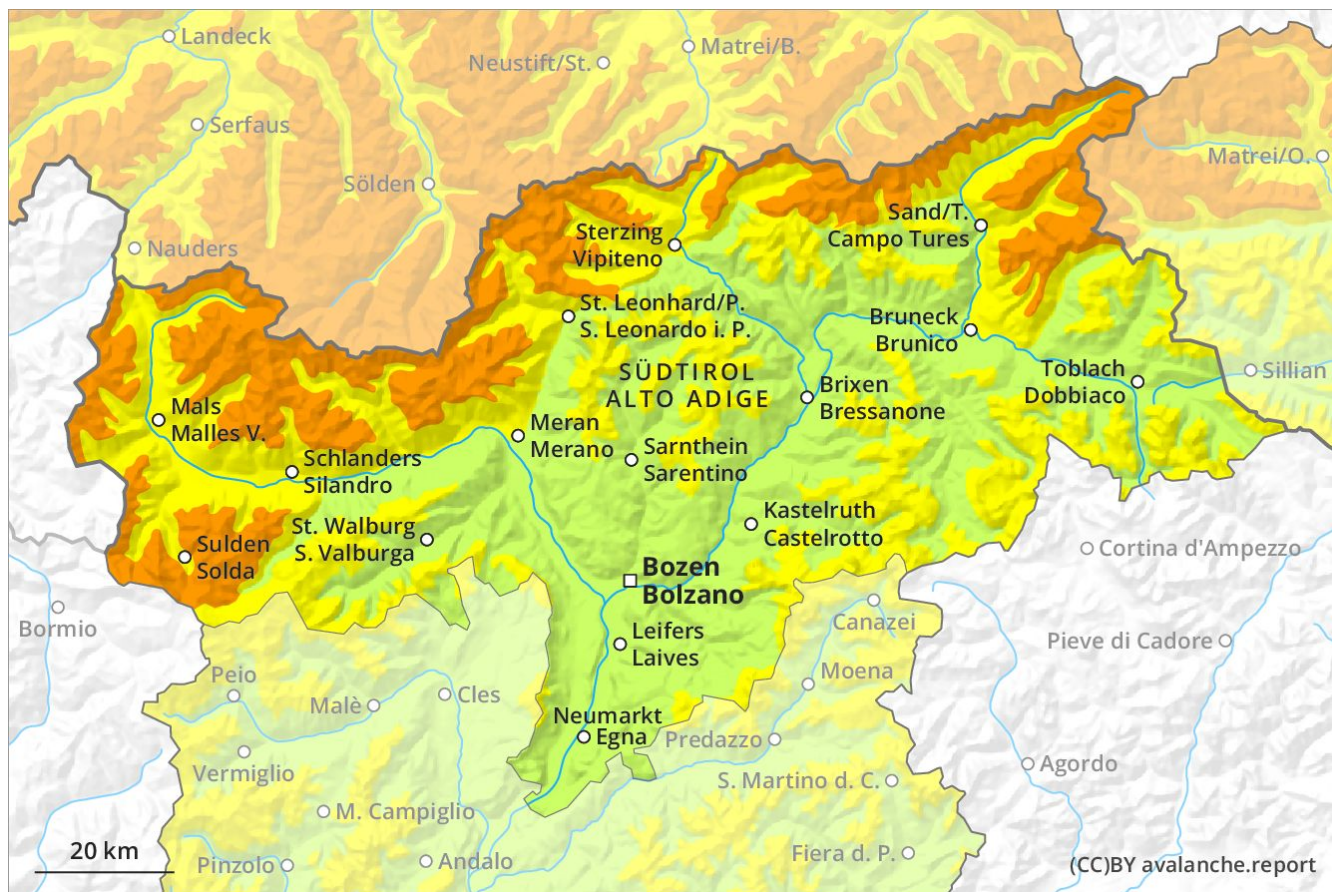 Landeck
Matrei/B.
Neustift/St.
Serfaus
Matrei/O.
Sölden
Sand/T.
Campo Tures
Sterzing
Vipiteno
Nauders
St. Leonhard/P.
S. Leonardo i. P.
Bruneck
Brunico
SÜDTIROL
ALTO ADIGE
Toblach
Dobbiaco
Sillian
Brixen
Bressanone
Mals
Malles V.
Meran
Merano
Sarnthein
Sarentino
Schlanders
Silandro
Kastelruth
Castelrotto
St. Walburg
S. Valburga
Sulden
Solda
Cortina d'Ampezzo
Bozen
Bolzano
Bormio
Canazei
Leifers
Laives
Pieve di Cadore
Peio
Moena
Malè
Cles
Neumarkt
Egna
Predazzo
Vermiglio
Agordo
S. Martino d. C.
M. Campiglio
20 km
Pinzolo
Andalo
Fiera d. P.
(CC)BY avalanche.report